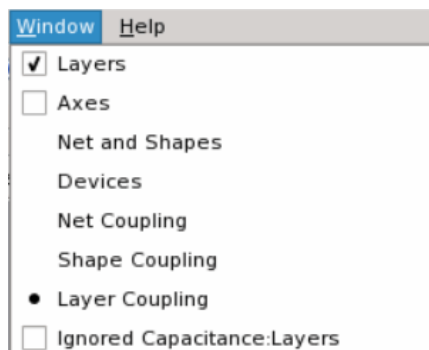 Window Help
Layers
Axes
Net and Shapes
Devices
Net Coupling
Shape Coupling
Layer Coupling
Ignored Capacitance:Layers